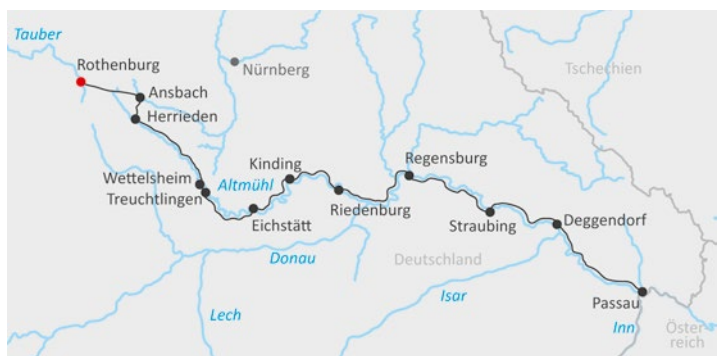 Tauber
Rothenburg
Nürnberg
Tschechien
Ansbach
Herrieden
Kinding
Regensburg
Wettelsheim
Altmühl
Treuchtlingen
Riedenburg
Eichstätt
Straubing
Deggendorf
Donau
Deutschland
Isar
Passau
Lech
Inn
Öster
reich